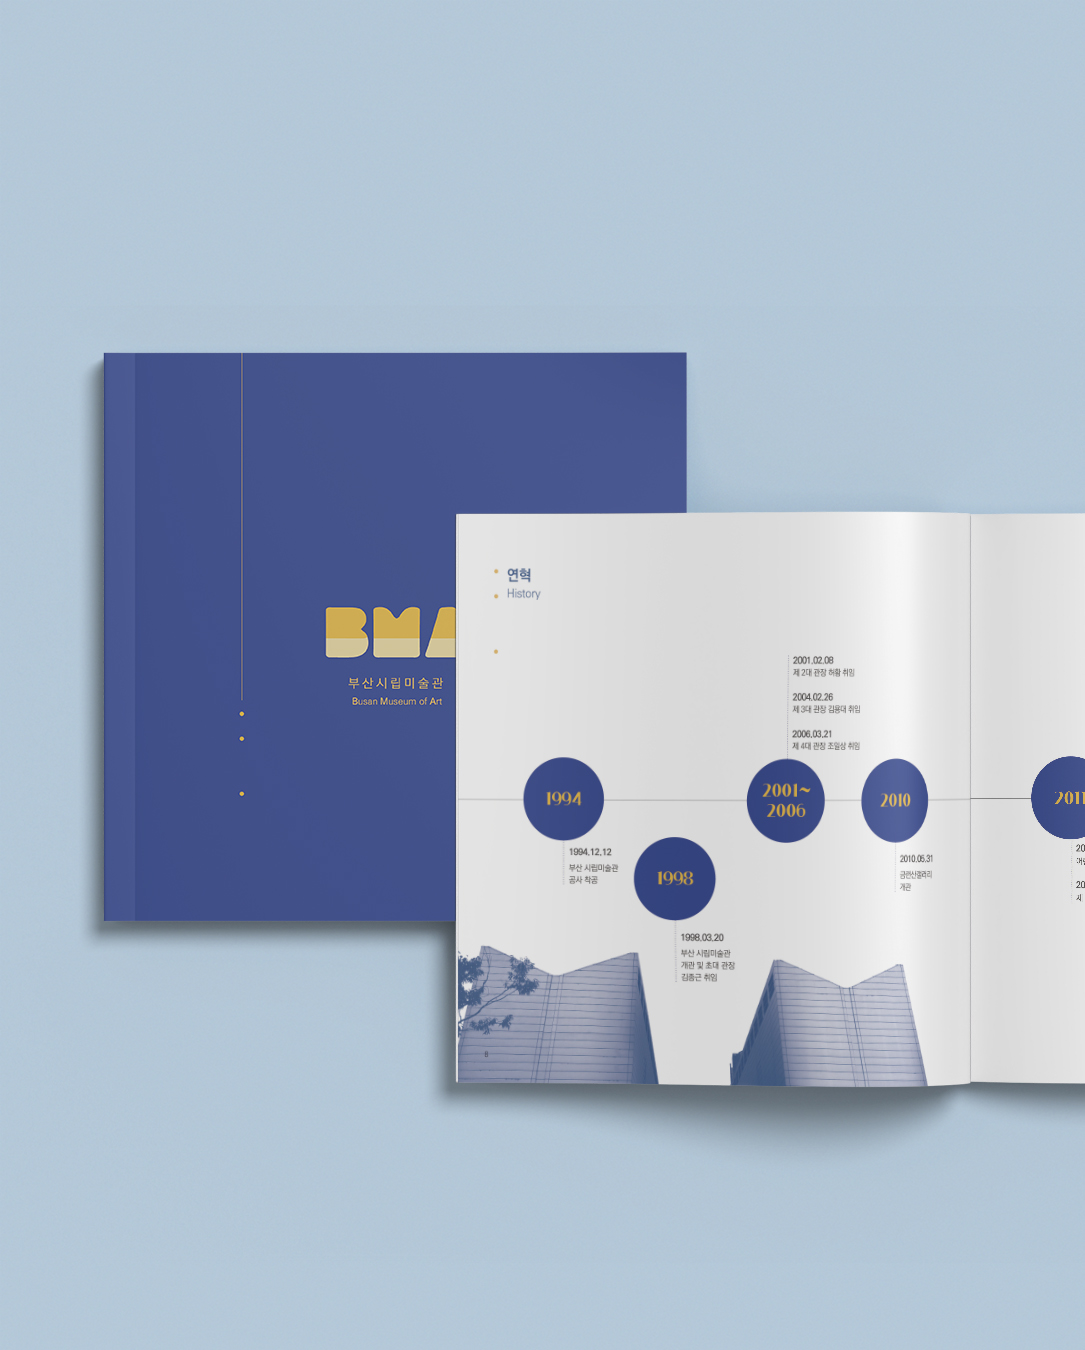 BMA
부산시립미술관
Busan Museum of Art
연혁
History
2001.02.08
제 2대 관장 허황 취임
2004.02.26
제 3대 관장 김용대 취임
2006.03.21
제 4대 관장 조일상 취임
1994
2001~
2006
2010
2011
1994.12.12
부산 시립미술관
공사 착공
1998
2010.05.31
금련산갤러리
개관
1998.03.20
부산 시립미술관
개관 및 초대 관장
김종근 취임
20
20
시